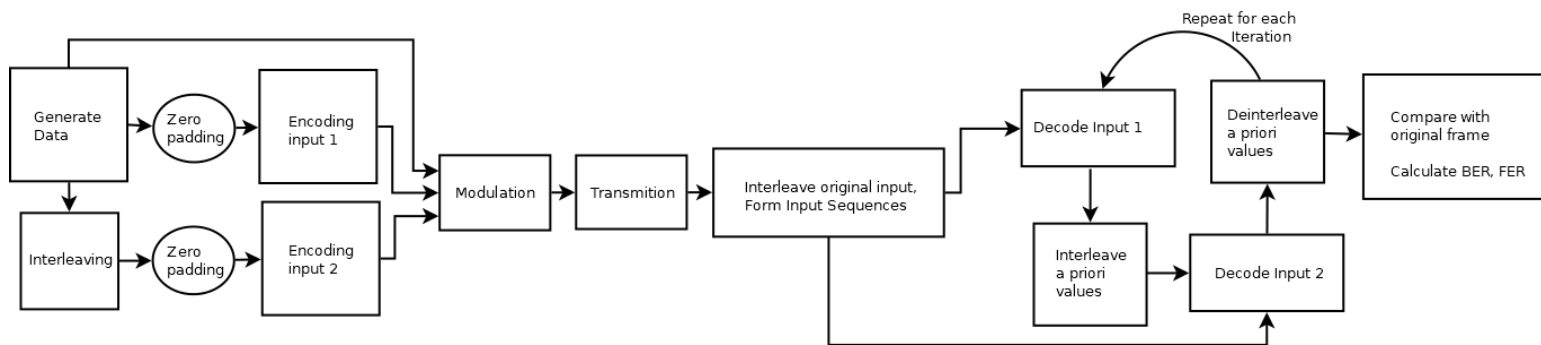 Generate
Data
Zero
padding
Encoding
input 1
Interleaving
Zero
padding
Encoding
input 2
Modulation
Transmition
Interleave original input,
Form Input Sequences
Repeat for each
Iteration
Decode Input 1
Interleave
a priori
values
Decode Input 2
Deinterleave
a priori
values
Compare with
original frame
Calculate BER, FER